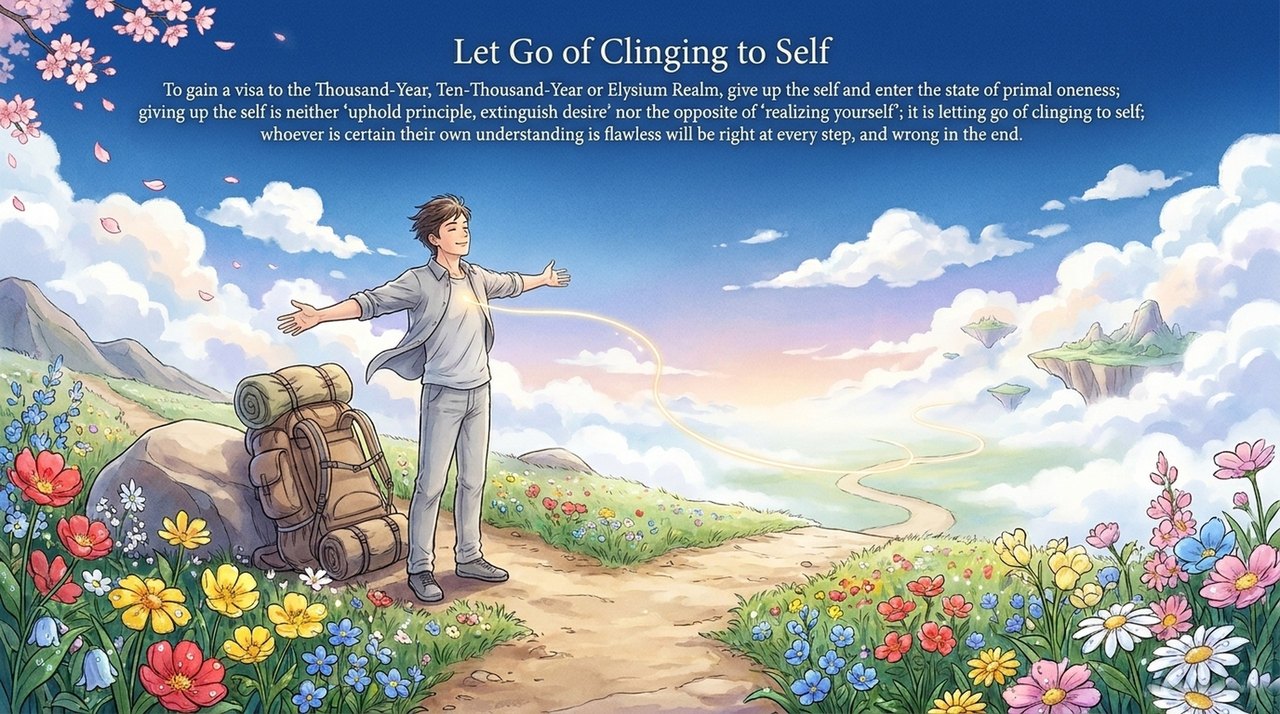 Let Go of Clinging to Self
To gain a visa to the Thousand-Year, Ten-Thousand-Year or Elysium Realm, give up the self and enter the state of primal oneness;
giving up the self is neither ‘uphold principle, extinguish desire’ nor the opposite of ‘realizing yourself’; it is letting go of clinging to self;
whoever is certain their own understanding is flawless will be right at every step, and wrong in the end.